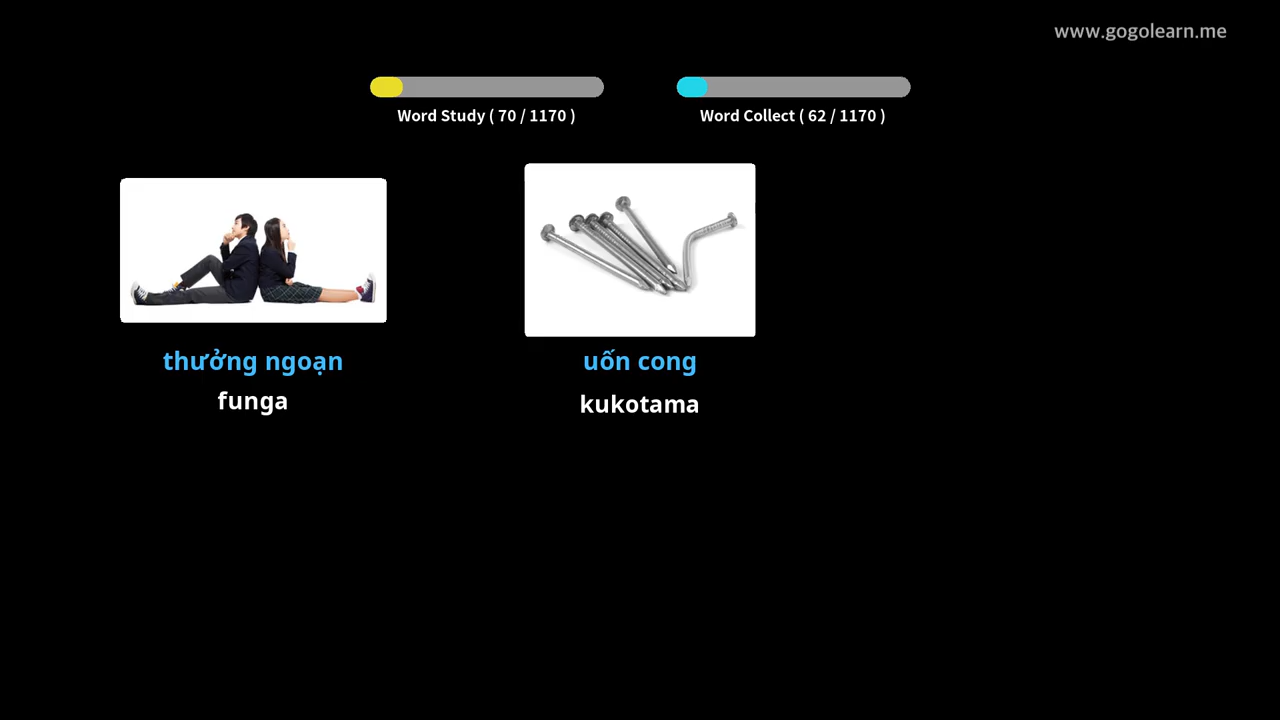 www.gogolearn.me
Word Study ( 70 / 1170 )
Word Collect ( 62 / 1170 )
thưởng ngoạn
funga
uốn cong
kukotama